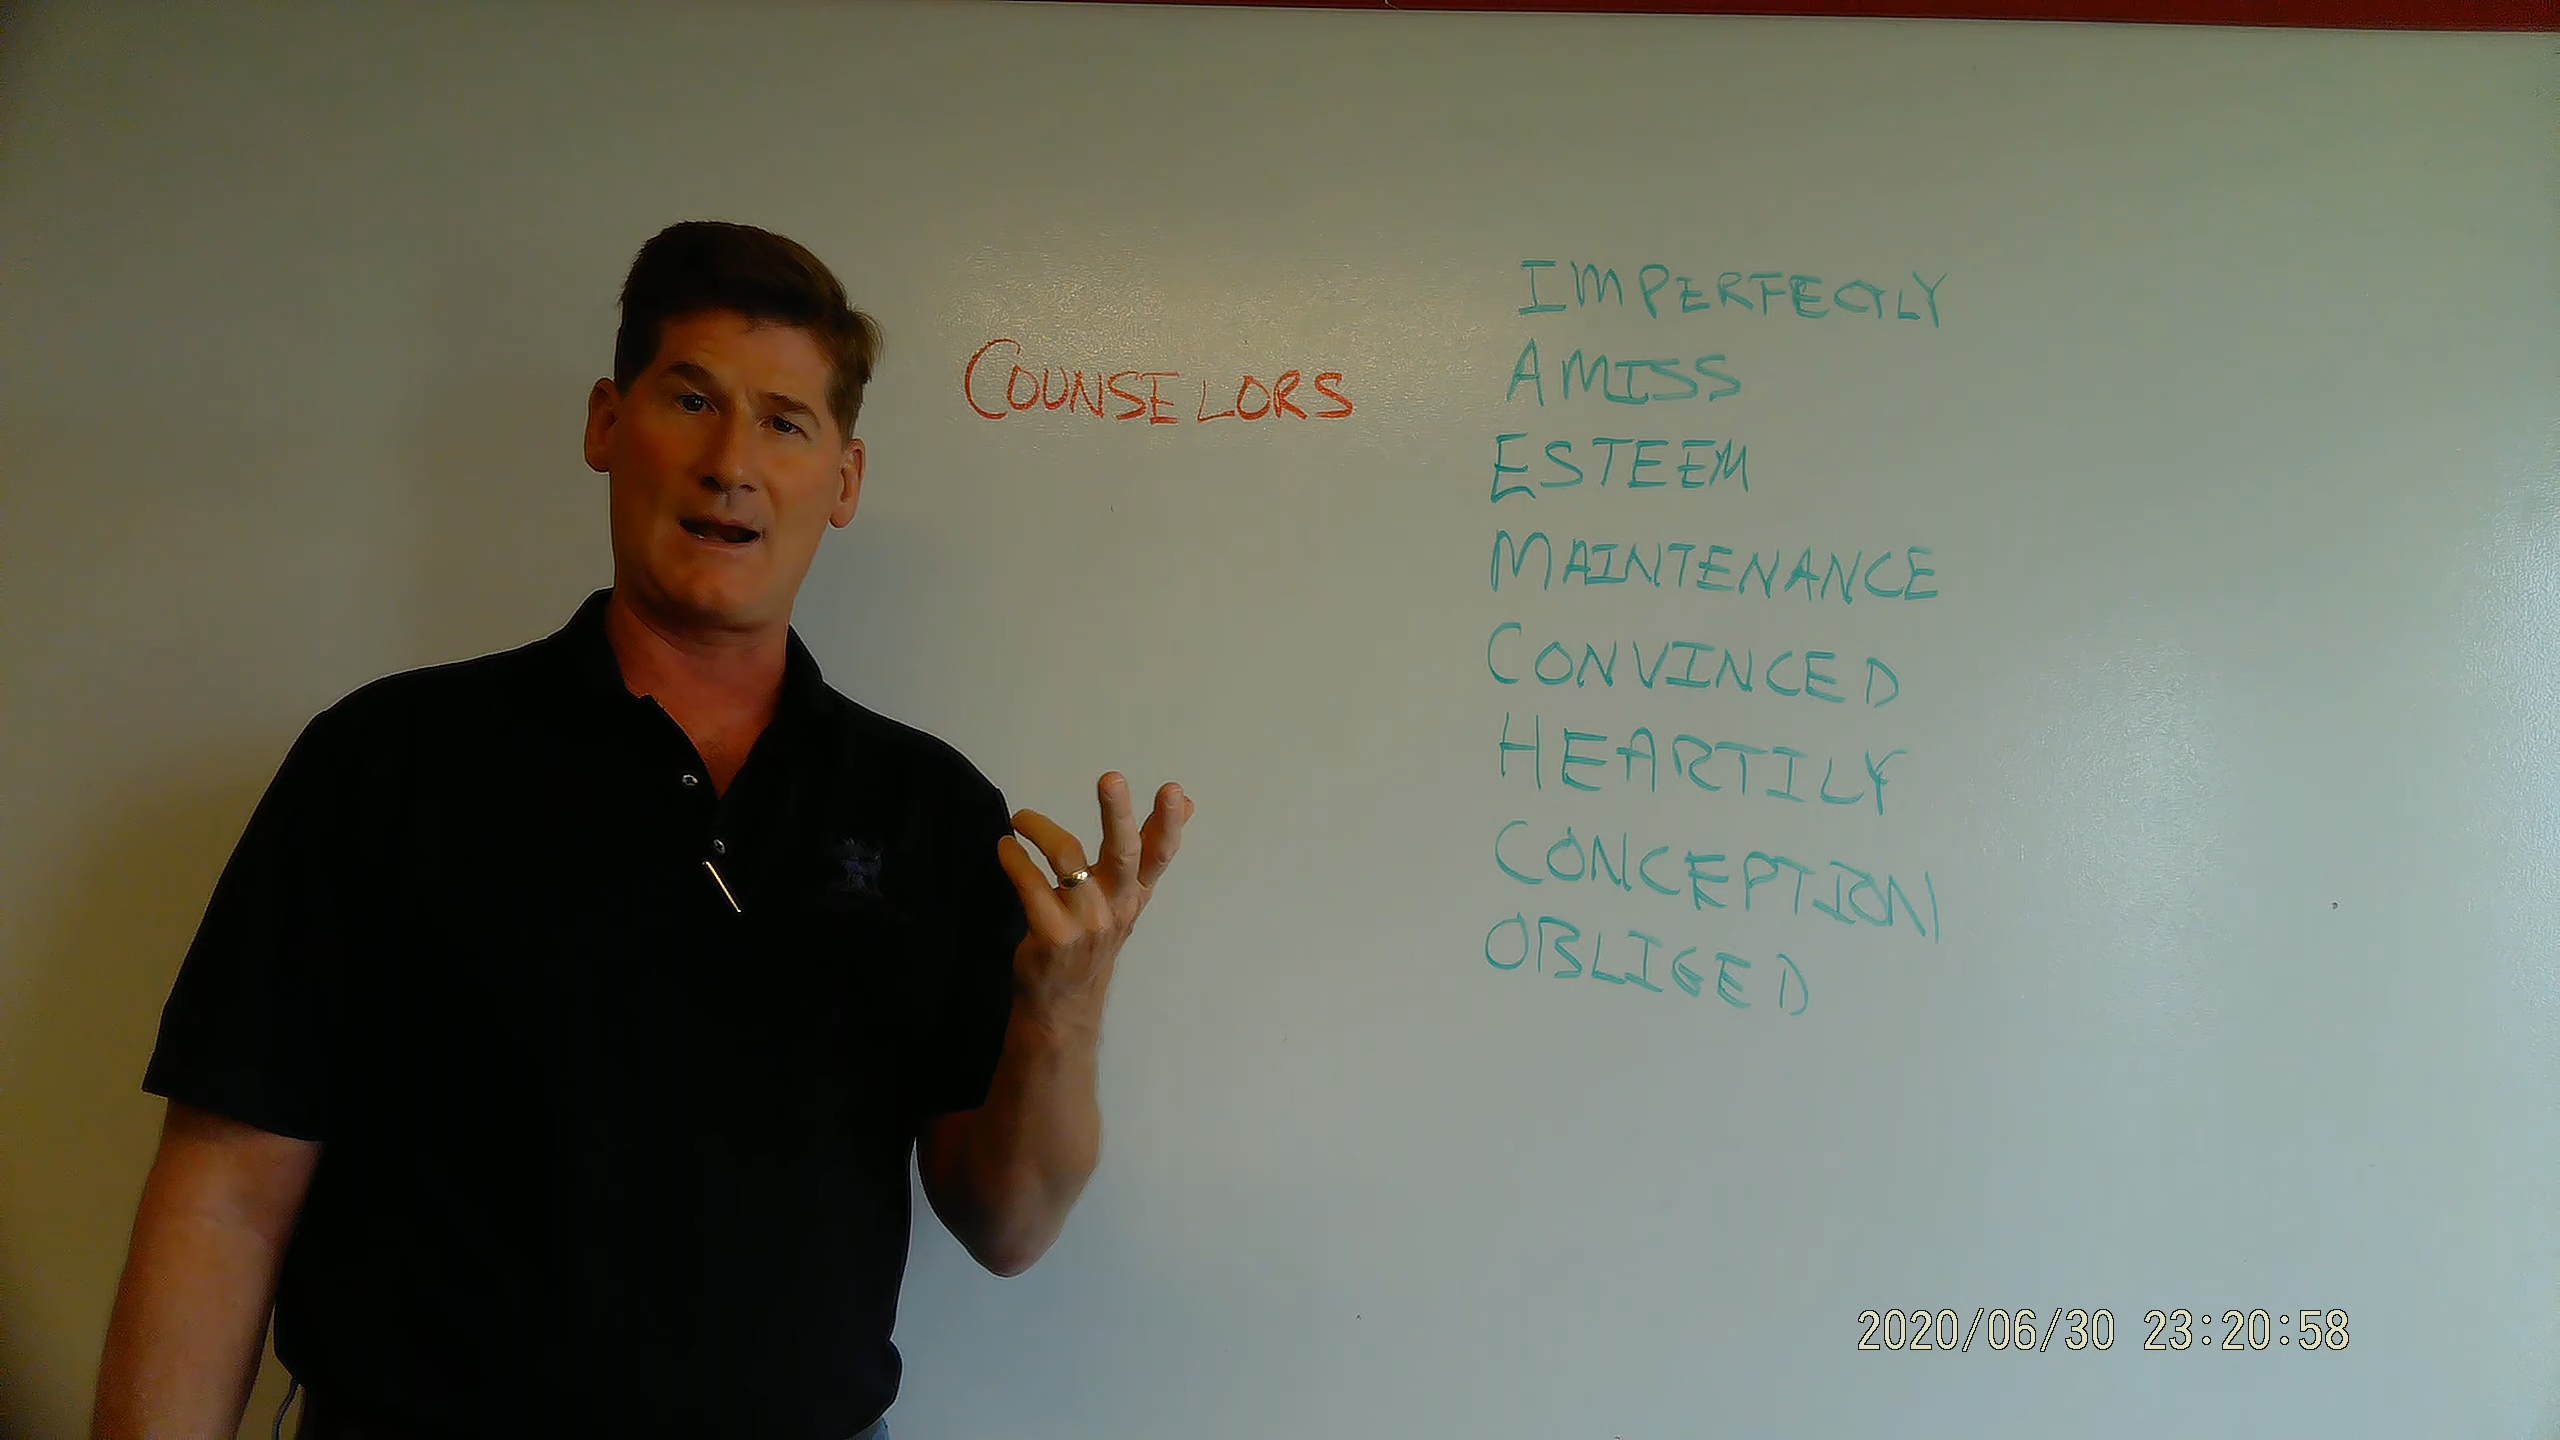 COUNSELORS
IMPERFECTLY
AMISS
ESTEEM
MAINTENANCE
CONVINCED
HEARTILY
CONCEPTION
OBLIGED
2020/06/30 23:20:58